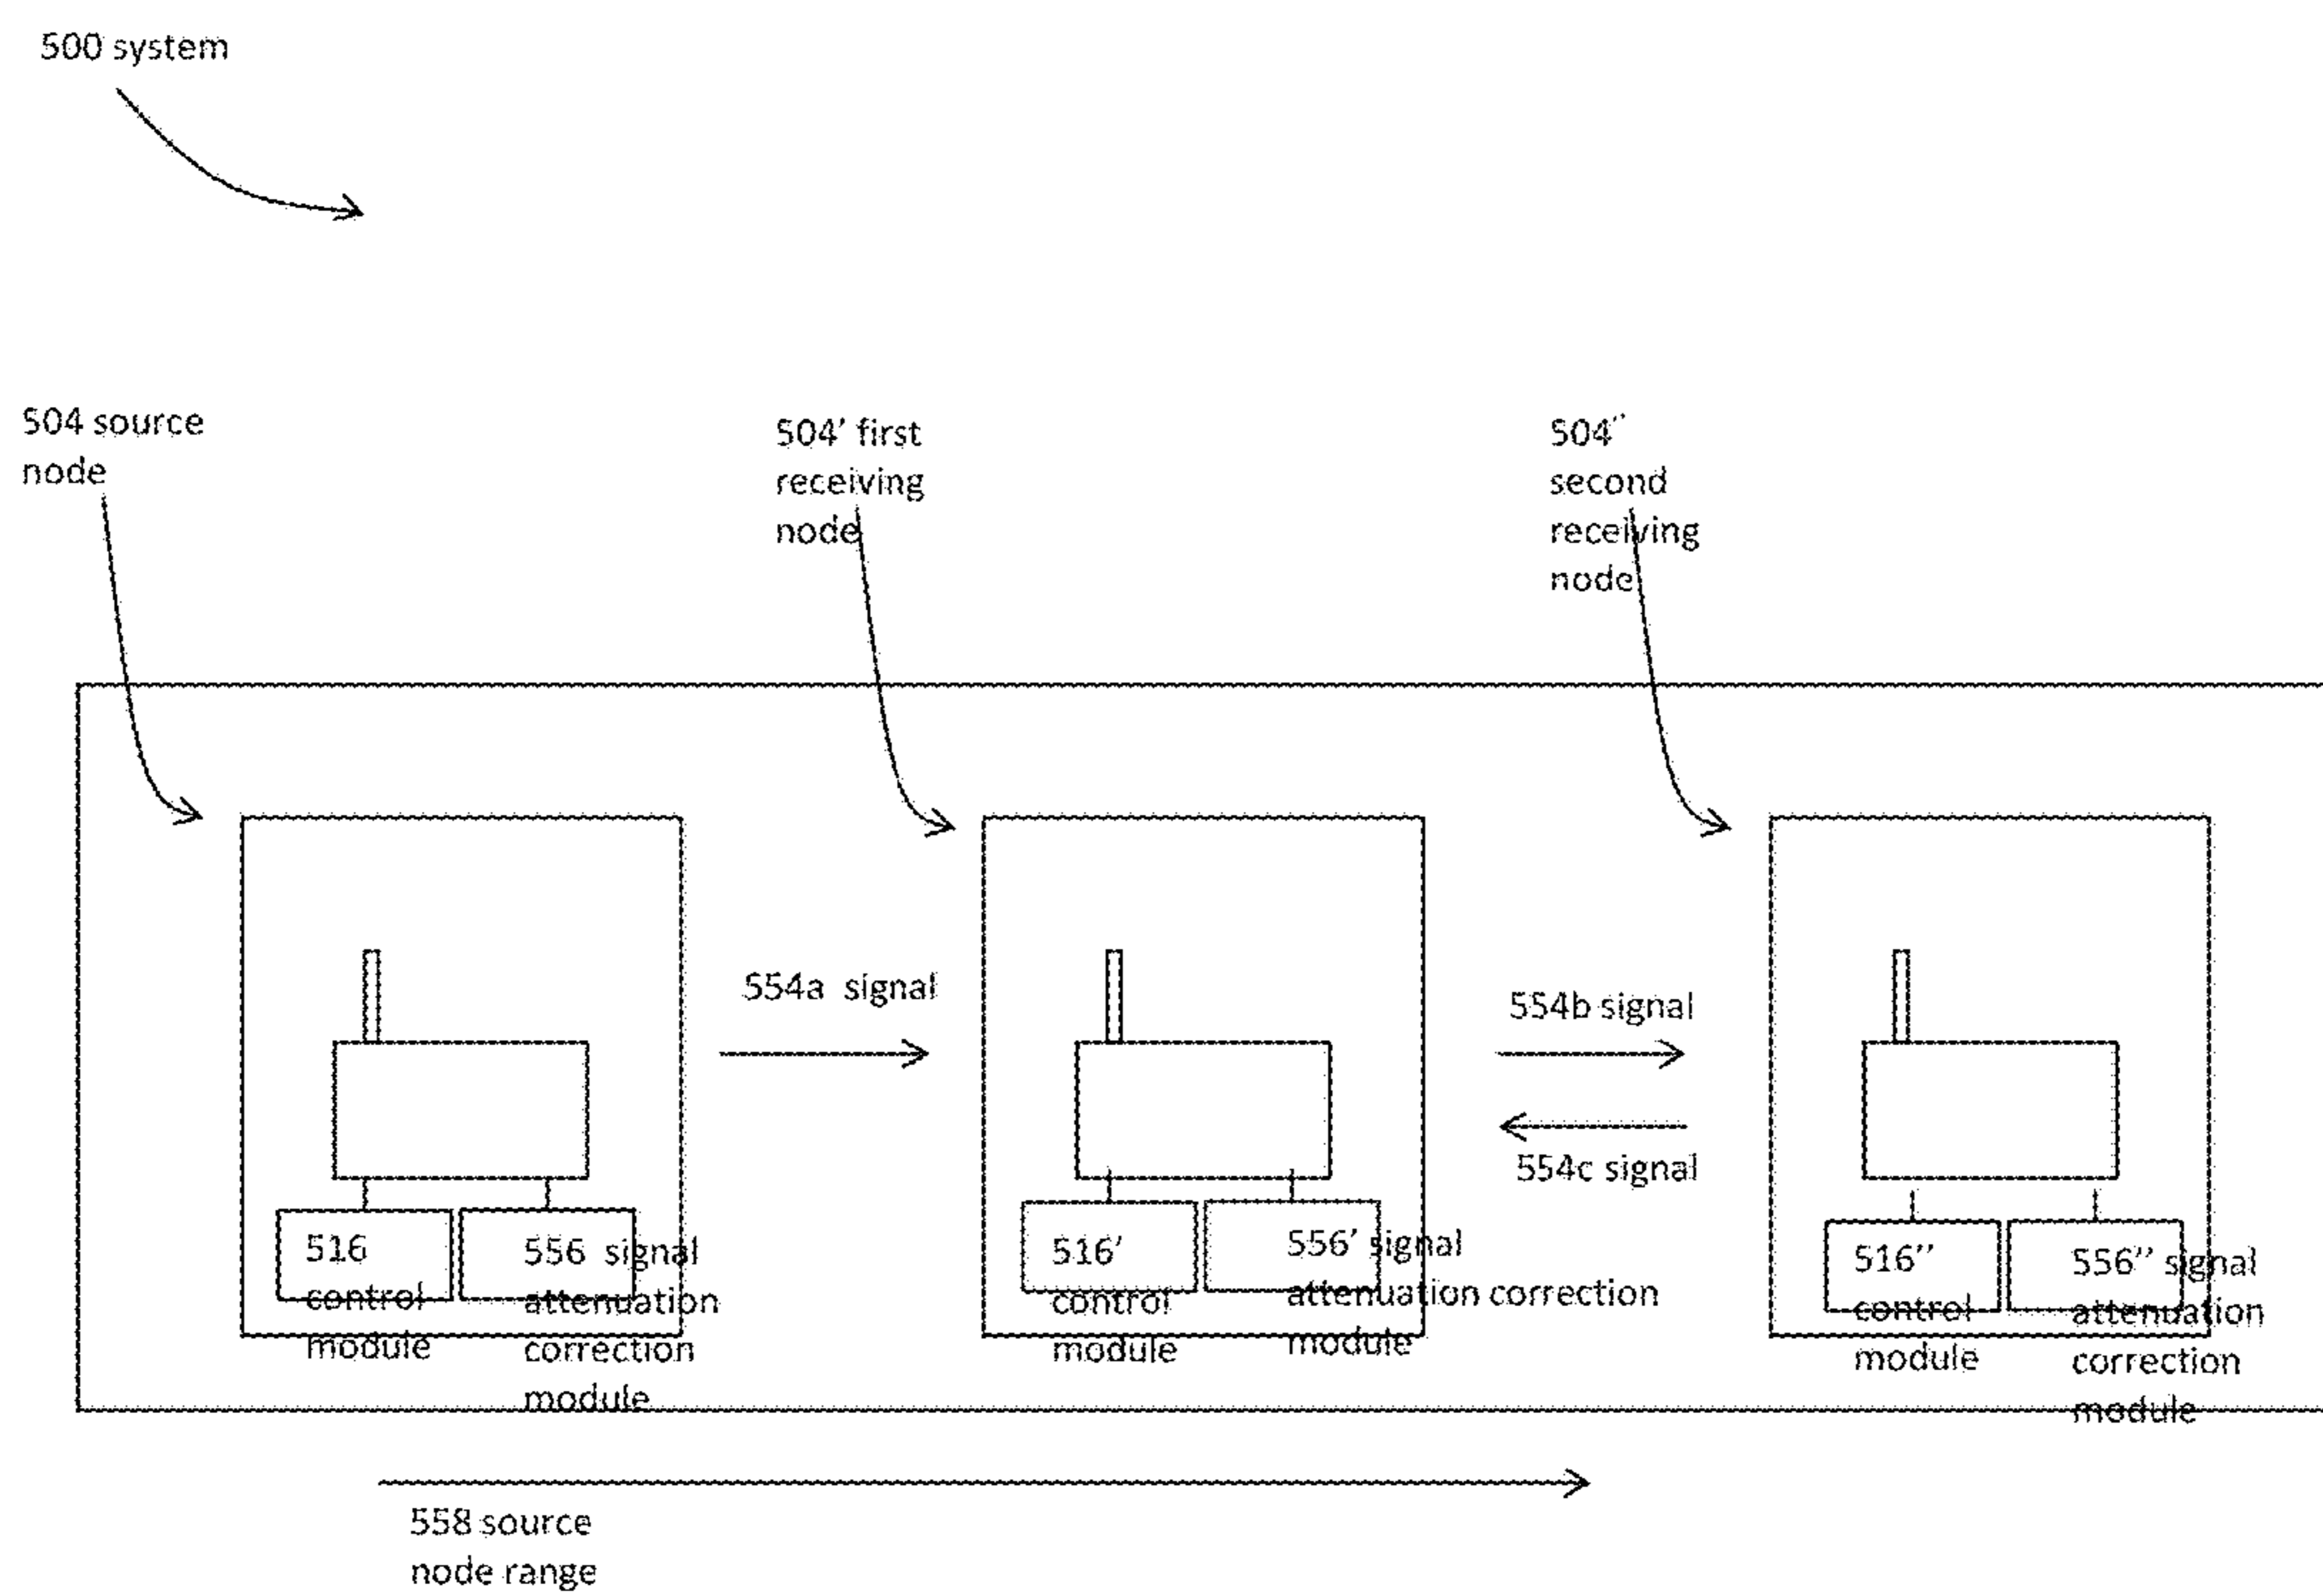 500 system
504 source
node
504' first
receiving
node
504''
second
receiving
node
554a signal
554b signal
554c signal
516
control
module
556 signal
attenuation
correction
module
516'
control
module
556' signal
attenuation correction
module
516''
control
module
556'' signal
attenuation
correction
module
558 source
node range